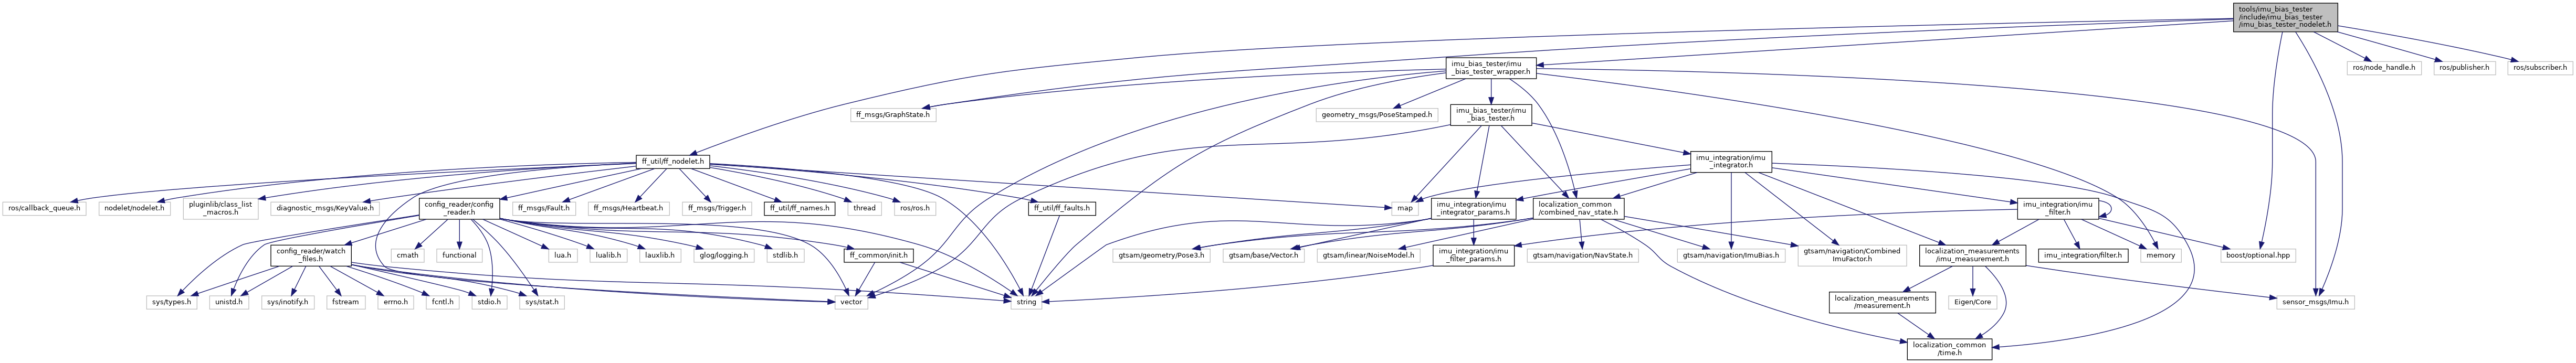 tools/imu_bias_tester
/include/imu_bias_tester
/imu_bias_tester_nodelet.h
imu_bias_tester/imu
_bias_tester_wrapper.h
ros/node_handle.h
ros/publisher.h
ros/subscriber.h
ff_msgs/GraphState.h
geometry_msgs/PoseStamped.h
imu_bias_tester/imu
_bias_tester.h
ff_util/ff_nodelet.h
imu_integration/imu
_integrator.h
ros/callback_queue.h
nodelet/nodelet.h
pluginlib/class_list
_macros.h
diagnostic_msgs/KeyValue.h
config_reader/config
_reader.h
ff_msgs/Fault.h
ff_msgs/Heartbeat.h
ff_msgs/Trigger.h
ff_util/ff_names.h
thread
ros/ros.h
ff_util/ff_faults.h
map
imu_integration/imu
_integrator_params.h
localization_common
/combined_nav_state.h
imu_integration/imu
_filter.h
config_reader/watch
_files.h
cmath
functional
lua.h
lualib.h
lauxlib.h
glog/logging.h
stdlib.h
ff_common/init.h
gtsam/geometry/Pose3.h
gtsam/base/Vector.h
gtsam/linear/NoiseModel.h
imu_integration/imu
_filter_params.h
gtsam/navigation/NavState.h
gtsam/navigation/ImuBias.h
gtsam/navigation/Combined
ImuFactor.h
localization_measurements
/imu_measurement.h
imu_integration/filter.h
memory
boost/optional.hpp
sys/types.h
unistd.h
sys/inotify.h
fstream
errno.h
fcntl.h
stdio.h
sys/stat.h
vector
string
localization_measurements
/measurement.h
Eigen/Core
sensor_msgs/Imu.h
localization_common
/time.h